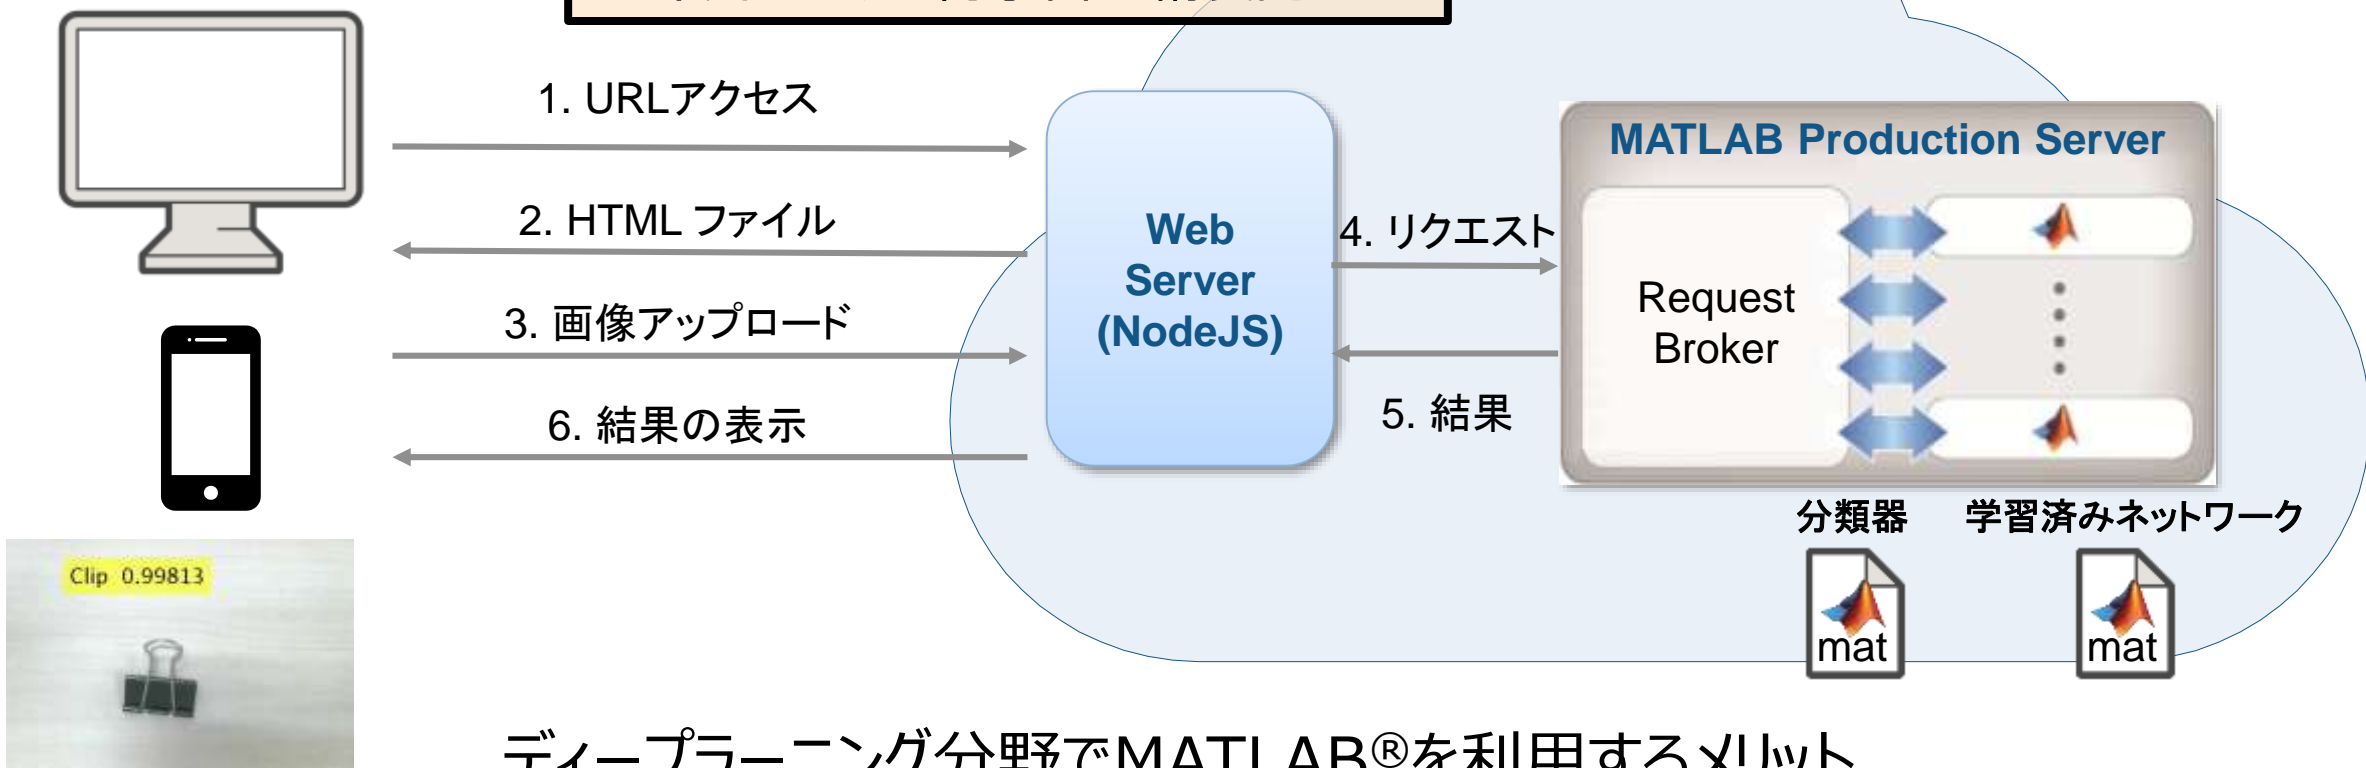 1. URLアクセス
2. HTML ファイル
3. 画像アップロード
6. 結果の表示
Web
Server
(NodeJS)
4. リクエスト
5. 結果
MATLAB Production Server
Request
Broker
分類器
学習済みネットワーク
mat
mat
Clip 0.99813
ディープラーニング分野でMATLAB®を利用するメリット